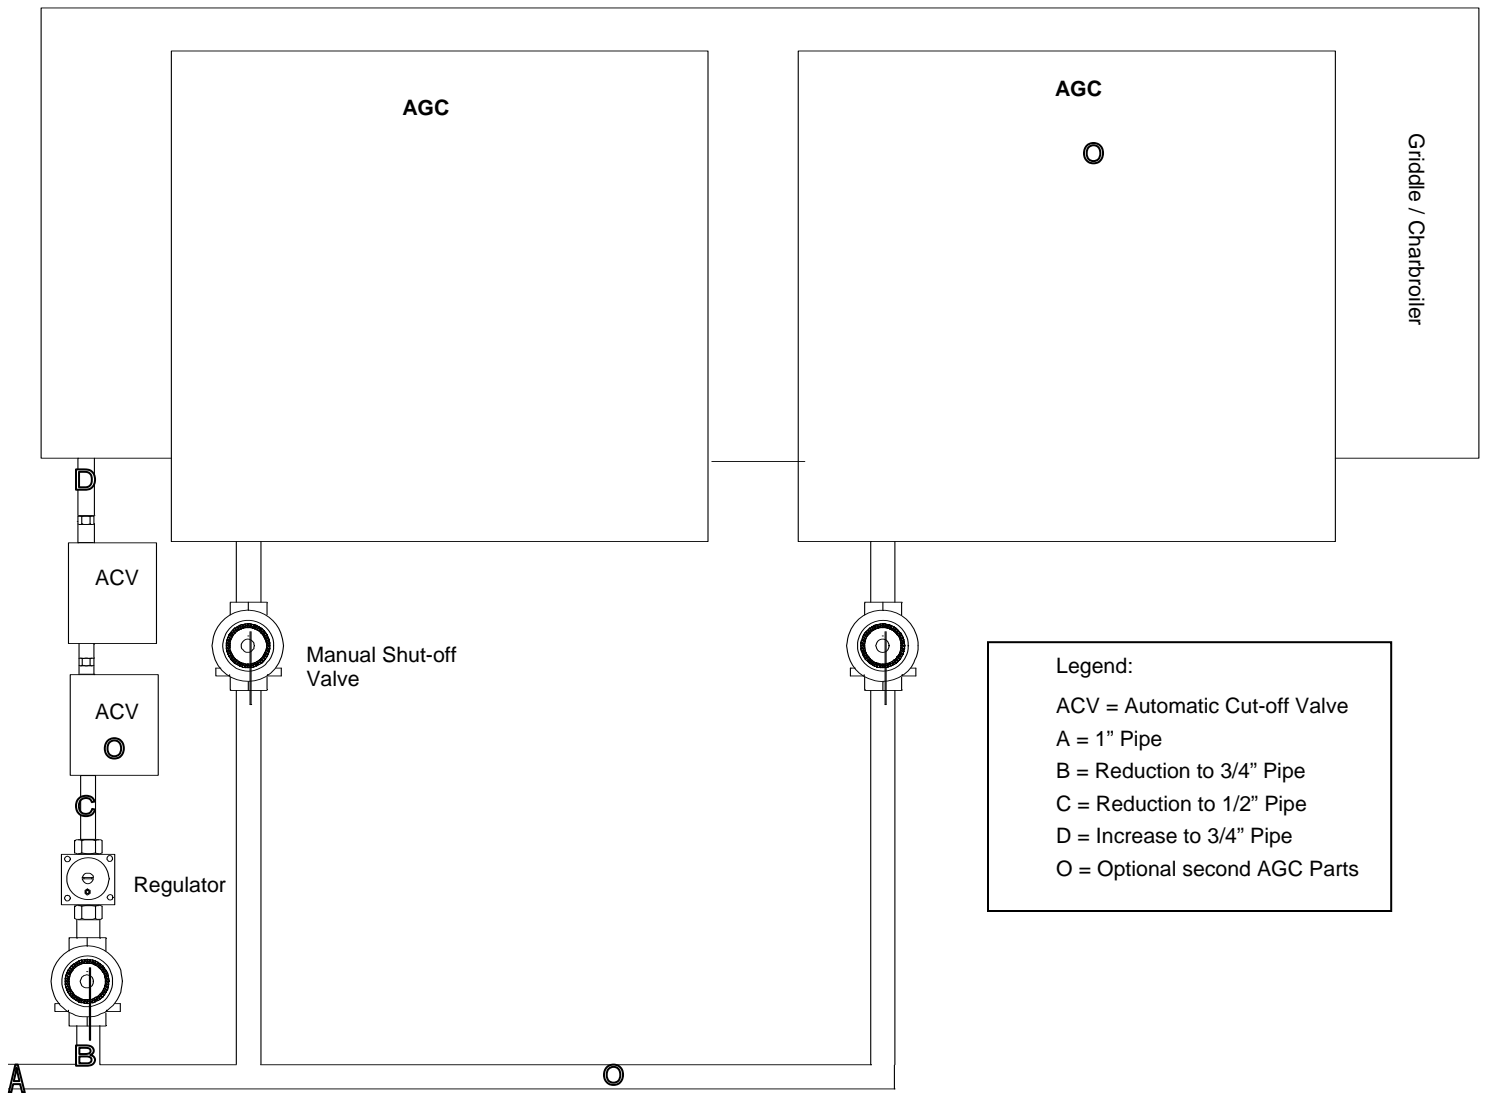 AGC
AGC
O
Griddle / Charbroiler
D
ACV
Manual Shut-off
Valve
ACV
O
C
Regulator
B
A
O
Legend:
ACV = Automatic Cut-off Valve
A = 1” Pipe
B = Reduction to 3/4” Pipe
C = Reduction to 1/2” Pipe
D = Increase to 3/4” Pipe
O = Optional second AGC Parts